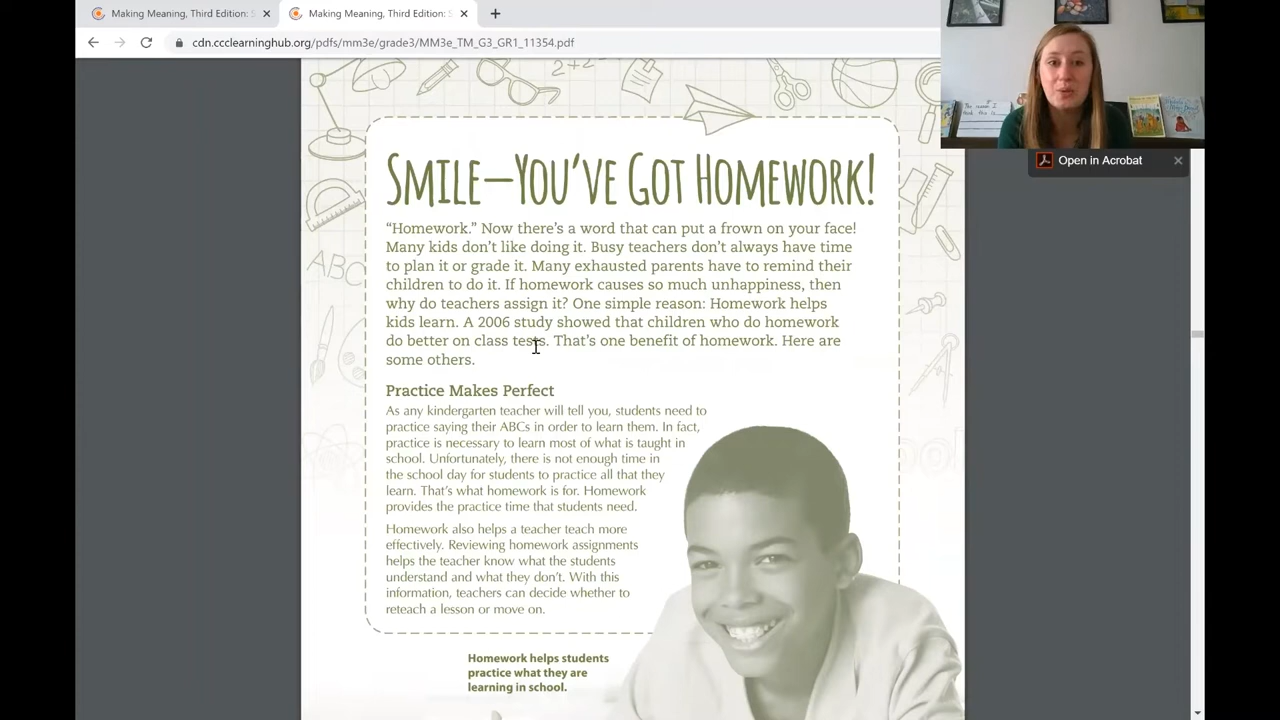 Making Meaning, Third Edition: S
Making Meaning, Third Edition: S
cdn.ccclearninghub.org/pdfs/mm3e/grade3/MM3e_TM_G3_GR1_11354.pdf
Open in Acrobat
2+2=
ABC
SMILE—YOU'VE GOT HOMEWORK!
“Homework.” Now there’s a word that can put a frown on your face!
Many kids don’t like doing it. Busy teachers don’t always have time
to plan it or grade it. Many exhausted parents have to remind their
children to do it. If homework causes so much unhappiness, then
why do teachers assign it? One simple reason: Homework helps
kids learn. A 2006 study showed that children who do homework
do better on class tests. That’s one benefit of homework. Here are
some others.
Practice Makes Perfect
As any kindergarten teacher will tell you, students need to
practice saying their ABCs in order to learn them. In fact,
practice is necessary to learn most of what is taught in
school. Unfortunately, there is not enough time in
the school day for students to practice all that they
learn. That’s what homework is for. Homework
provides the practice time that students need.
Homework also helps a teacher teach more
effectively. Reviewing homework assignments
helps the teacher know what the students
understand and what they don’t. With this
information, teachers can decide whether to
reteach a lesson or move on.
Homework helps students
practice what they are
learning in school.